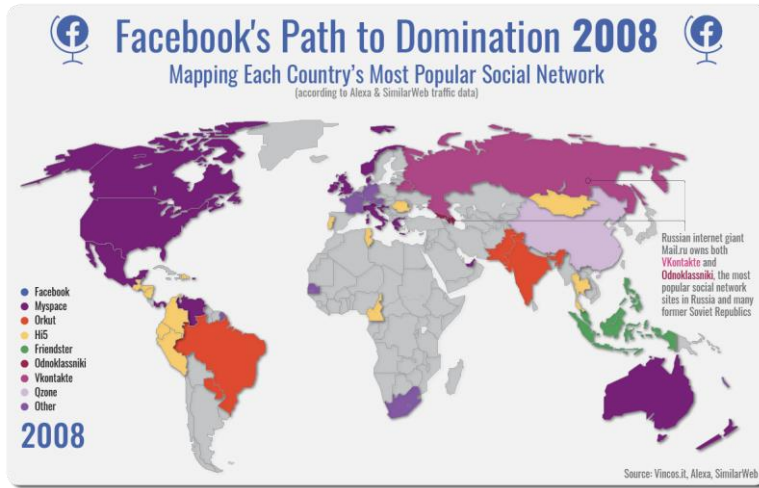 Facebook's Path to Domination 2008
Mapping Each Country's Most Popular Social Network
(according to Alexa & SimilarWeb traffic data)
Russian internet giant
Mail.ru owns both
VKontakte and
Odnoklassniki, the most
popular social network
sites in Russia and many
former Soviet Republics
Facebook
Myspace
Orkut
Hi5
Friendster
Odnoklassniki
Vkontakte
Qzone
Other
2008
Source: Vincos.it, Alexa, SimilarWeb